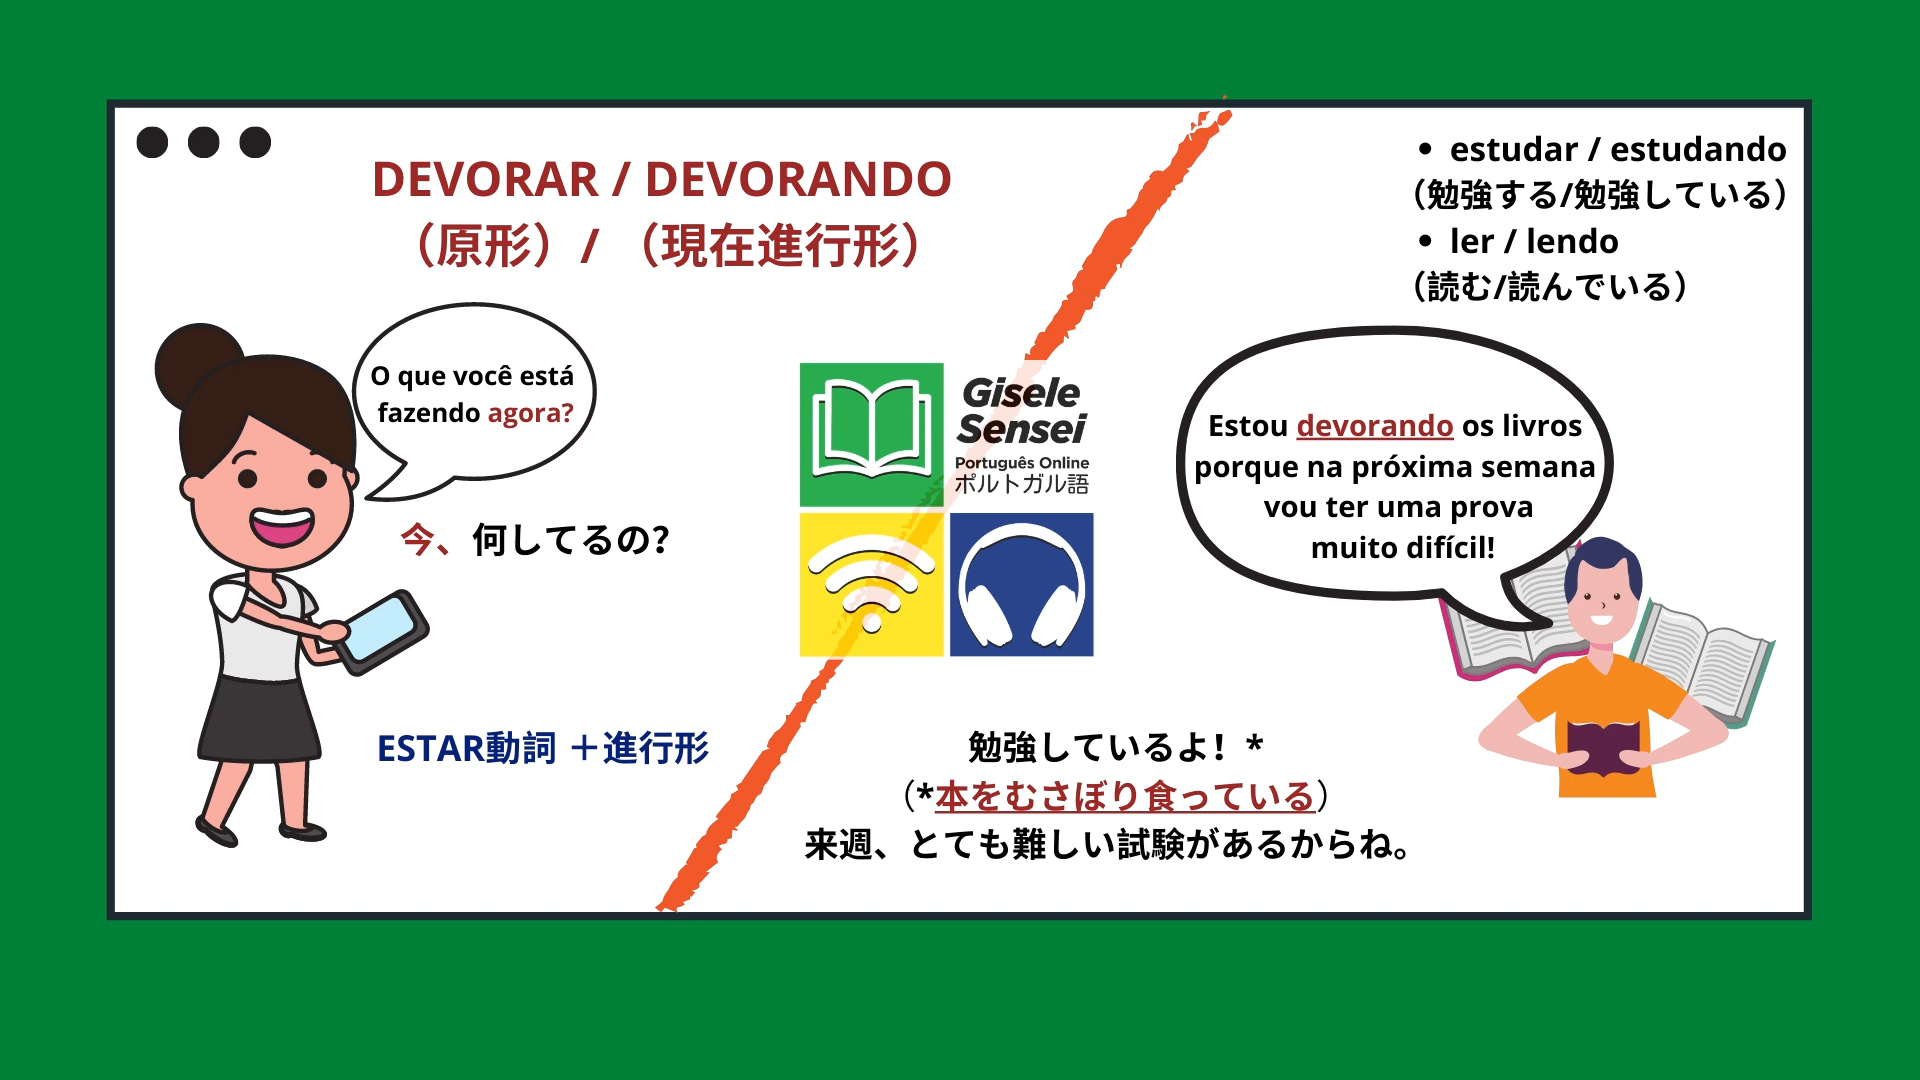 DEVORAR / DEVORANDO
（原形）/ （現在進行形）
O que você está
fazendo agora?
今、何してるの?
ESTAR動詞 ＋進行形
Gisele
Sensei
Português Online
ポルトガル語
• estudar / estudando
（勉強する/勉強している）
• ler / lendo
（読む/読んでいる）
Estou devorando os livros
porque na próxima semana
vou ter uma prova
muito difícil!
勉強しているよ！*
（*本をむさぼり食っている）
来週、とても難しい試験があるからね。